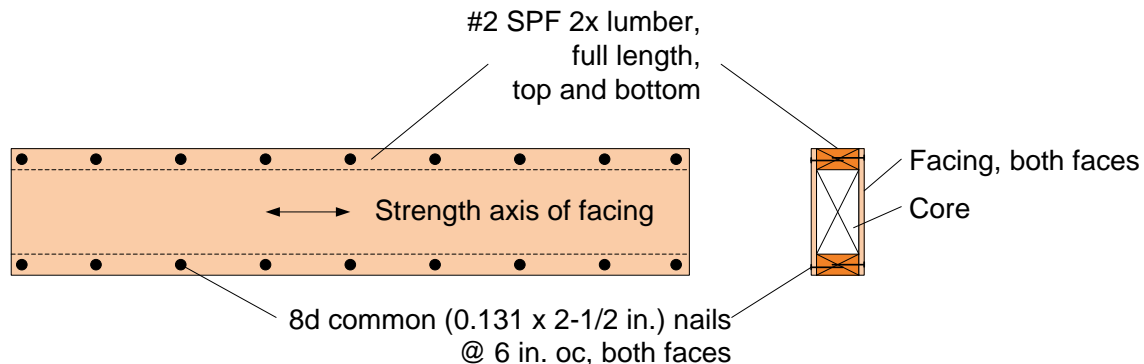 #2 SPF 2x lumber,
full length,
top and bottom
Facing, both faces
Core
Strength axis of facing
8d common (0.131 x 2-1/2 in.) nails
@ 6 in. oc, both faces